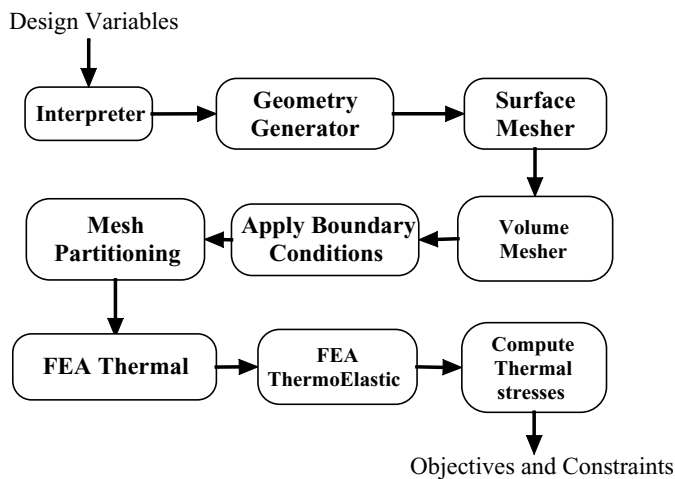 Design Variables
Interpreter
Geometry
Generator
Surface
Mesher
Volume
Mesher
Apply Boundary
Conditions
Mesh
Partitioning
FEA Thermal
FEA
ThermoElastic
Compute
Thermal
stresses
Objectives and Constraints